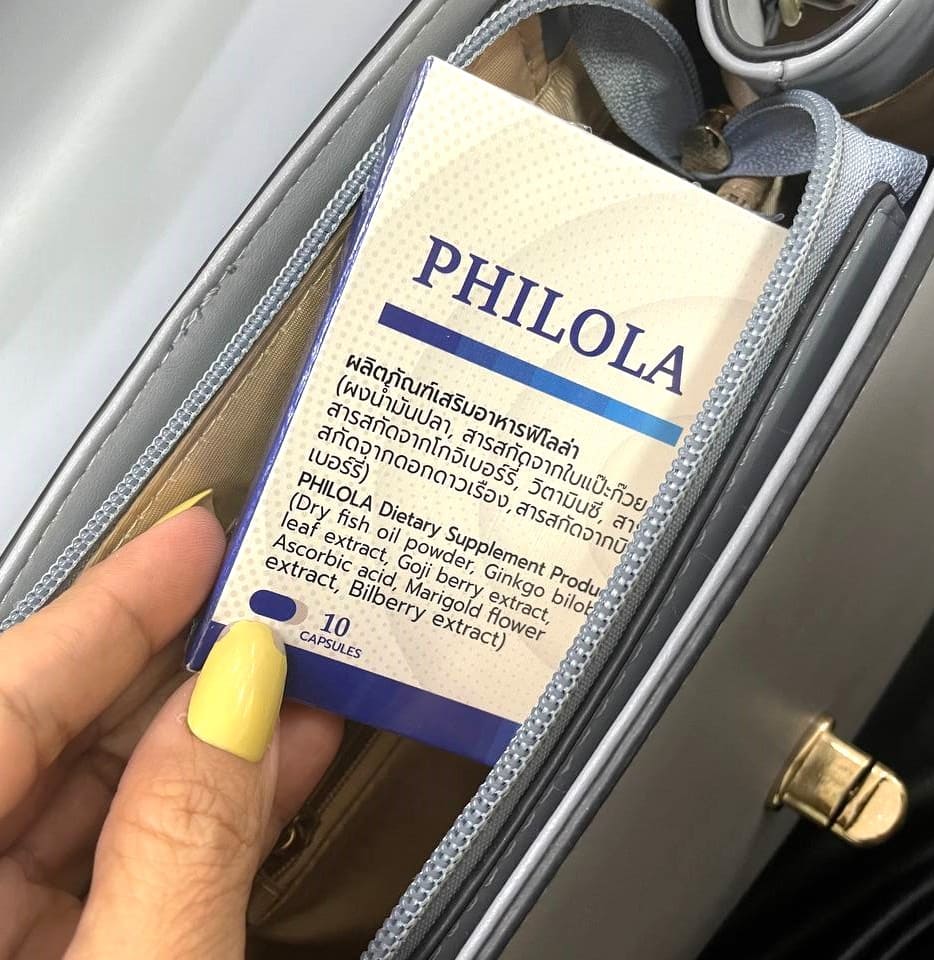 PHILOLA
ผลิตภัณฑ์เสริมอาหารฟิโลล่า
(ผงน้ำมันปลา, สารสกัดจากใบแป๊ะก๊วย
สารสกัดจากโกจิเบอร์รี่, วิตามินซี,
สกัดจากดอกดาวเรือง, สารสกัดจาก
เบอร์รี่)
PHILOLA Dietary Supplement
(Dry fish oil powder, Ginkgo
leaf extract, Goji berry extract,
Ascorbic acid, Marigold flower
extract, Bilberry extract)
10
CAPSULES